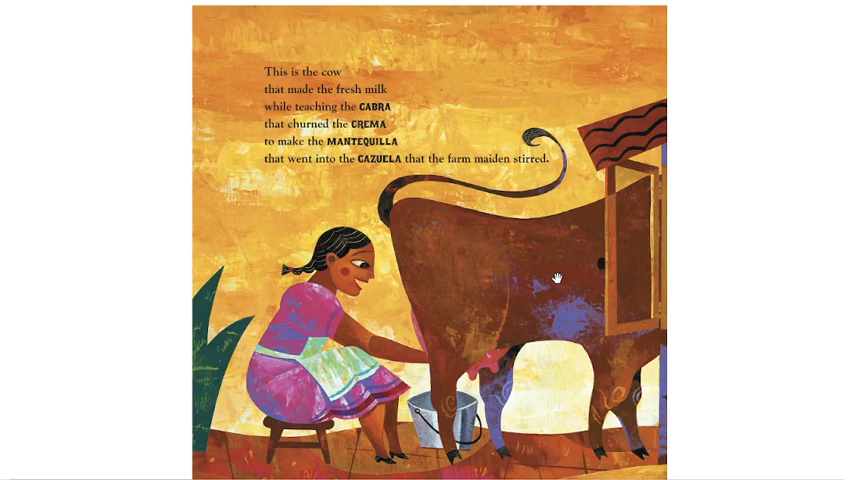 This is the cow
that made the fresh milk
while teaching the CABRA
that churned the CREMA
to make the MANTEQUILLA
that went into the CAZUELA that the farm maiden stirred.